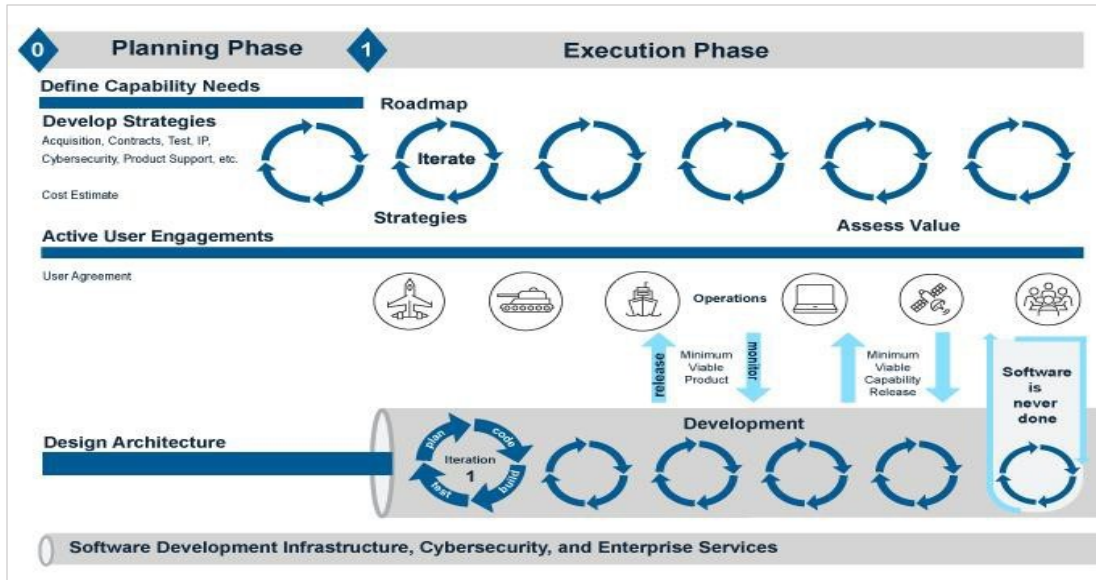 0
Planning Phase
1
Execution Phase
Define Capability Needs
Develop Strategies
Acquisition, Contracts, Test, IP,
Cybersecurity, Product Support, etc.
Cost Estimate
Roadmap
Iterate
Strategies
Assess Value
Active User Engagements
User Agreement
Operations
release
Minimum
Viable
Product
monitor
Minimum
Viable
Capability
Release
Software
is
never
done
Design Architecture
Development
plan
code
Iteration
1
test
build
Software Development Infrastructure, Cybersecurity, and Enterprise Services